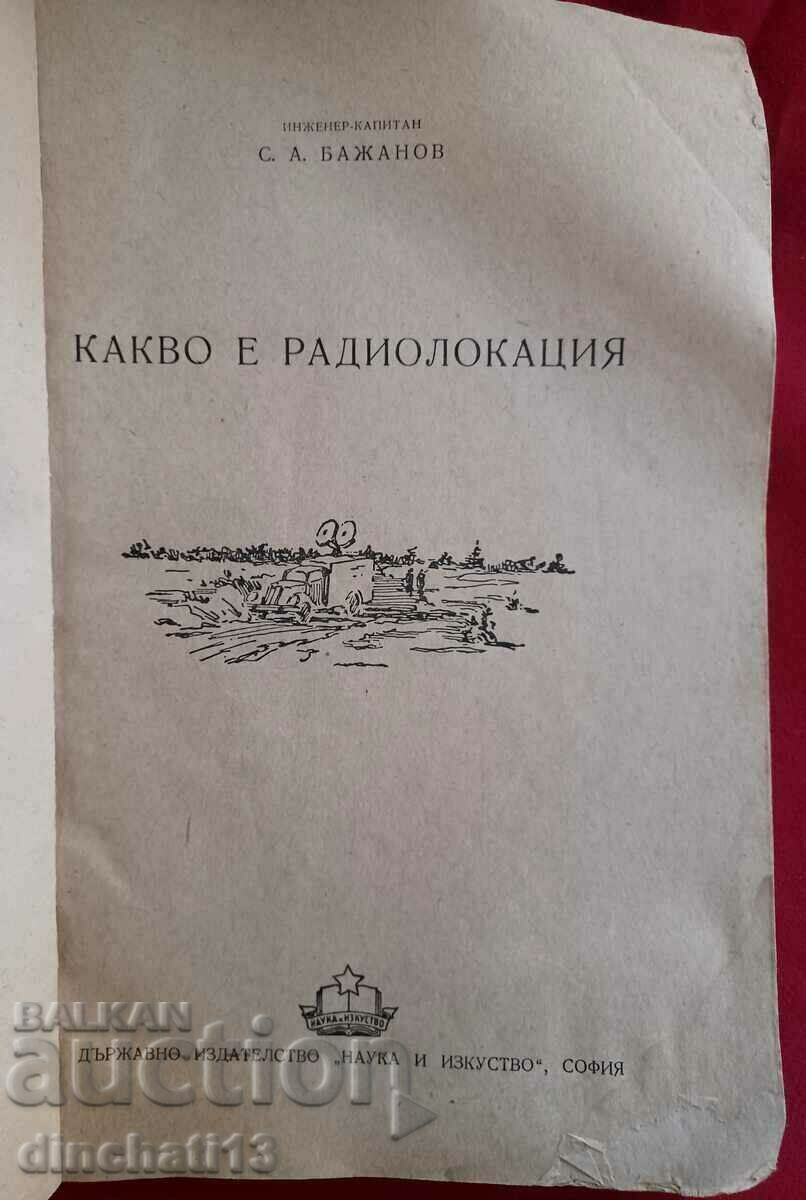 ИНЖЕНЕР-КАПИТАН
С. А. БАЖАНОВ
КАКВО Е РАДИОЛОКАЦИЯ
НАУКА И ИЗКУСТВО
ДЪРЖАВНО ИЗДАТЕЛСТВО „НАУКА И ИЗКУСТВО“, СОФИЯ
BALKAN
auction
dinchati13